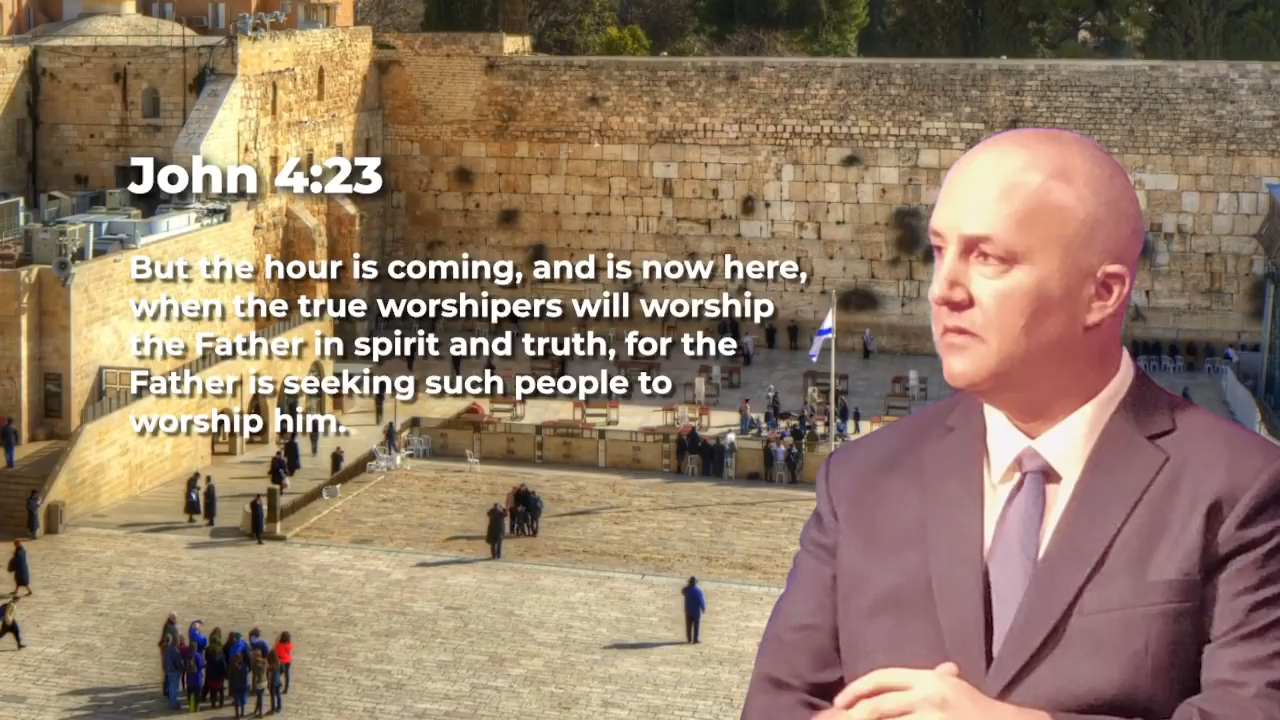 John 4:23
But the hour is coming, and is now here,
when the true worshipers will worship
the Father in spirit and truth, for the
Father is seeking such people to
worship him.